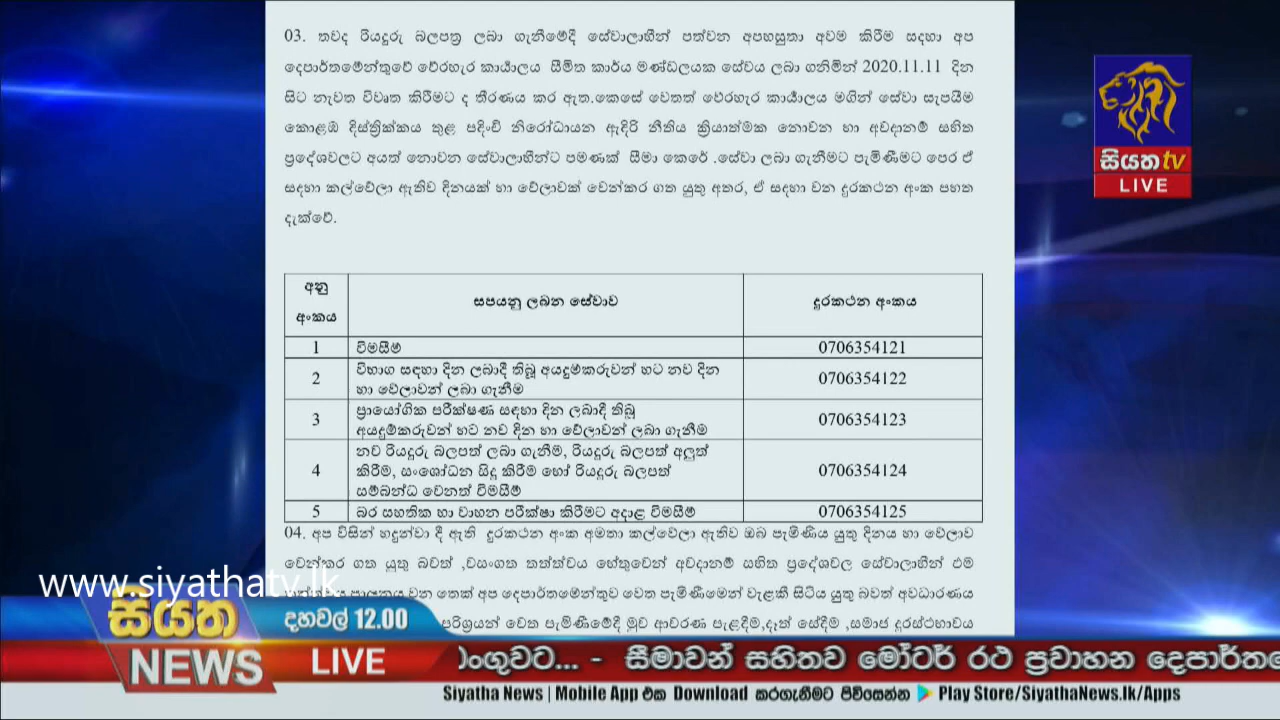 03. තවද රියදුරු බලපත්‍ර ලබා ගැනීමේදී සේවාලාභීන් පත්වන අපහසුතා අවම කිරීම සදහා අප
දෙපාර්තමේන්තුවේ වේරහැර කාර්යාලය සීමිත කාර්ය මණ්ඩලයක සේවය ලබා ගනිමින් 2020.11.11 දින
සිට නැවත විවෘත කිරීමට ද තීරණය කර ඇත.කෙසේ වෙතත් වේරහැර කාර්යාලය මගින් සේවා සැපයීම
කොළඹ දිස්ත්‍රික්කය තුළ පදිංචි නිරෝධායන ඇදිරි නීතිය ක්‍රියාත්මක නොවන හා අවදානම් සහිත
ප්‍රදේශවලට අයත් නොවන සේවාලාභීන්ට පමණක් සීමා කෙරේ .සේවා ලබා ගැනීමට පැමිණීමට පෙර ඒ
සදහා කල්වේලා ඇතිව දිනයක් හා වේලාවක් වෙන්කර ගත යුතු අතර, ඒ සදහා වන දුරකථන අංක පහත
දැක්වේ.
අනු අංකය සපයනු ලබන සේවාව දුරකථන අංකය
1 විමසීම් 0706354121
2 විභාග සඳහා දින ලබාදී තිබූ අයදුම්කරුවන් හට නව දින
හා වේලාවන් ලබා ගැනීම 0706354122
3 ප්‍රායෝගික පරීක්ෂණ සඳහා දින ලබාදී තිබූ
අයදුම්කරුවන් හට නව දින හා වේලාවන් ලබා ගැනීම 0706354123
4 නව රියදුරු බලපත් ලබා ගැනීම, රියදුරු බලපත් අලුත්
කිරීම, සංශෝධන සිදු කිරීම හෝ රියදුරු බලපත්
සම්බන්ධ වෙනත් විමසීම් 0706354124
5 බර සහතික හා වාහන පරීක්ෂා කිරීමට අදාළ විමසීම් 0706354125
04. අප විසින් හදුන්වා දී ඇති දුරකථන අංක අමතා කල්වේලා ඇතිව ඔබ පැමිණිය යුතු දිනය හා වේලාව
වෙන්කර ගත යුතු බවත් ,වසංගත තත්ත්වය හේතුවෙන් අවදානම් සහිත ප්‍රදේශවල සේවාලාභීන් එම
වන තෙක් අප දෙපාර්තමේන්තුව වෙත පැමිණීමෙන් වැළකී සිටිය යුතු බවත් අවධාරණය
පරිශ්‍රයන් වෙත පැමිණීමේදී මුව ආවරණ පැළදීම,දෑත් සේදීම ,සමාජ දුරස්ථභාවය
සියත tv
LIVE
www.siyathatv.lk
සියත
NEWS
දහවල් 12.00
LIVE
- සීමාවන් සහිතව මෝටර් රථ ප්‍රවාහන
Siyatha News | Mobile App එක Download කරගැනීමට පිවිසෙන්න Play Store/SiyathaNews.lk/Apps